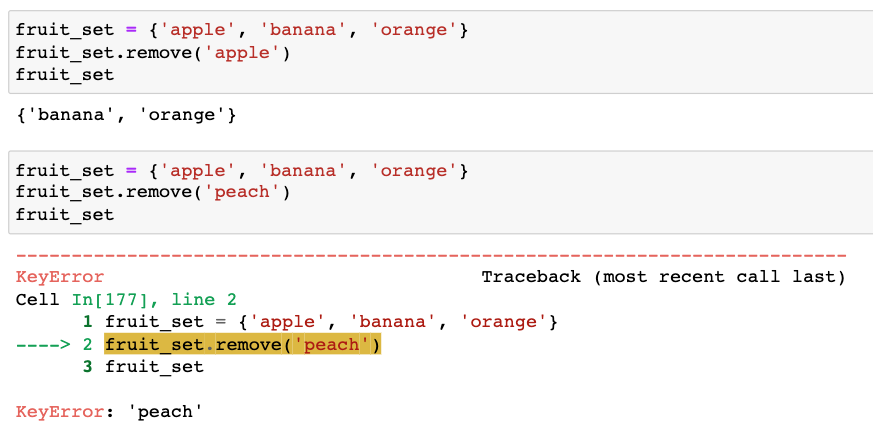 fruit_set = {'apple', 'banana', 'orange'}
fruit_set.remove('apple')
fruit_set
{'banana', 'orange'}
fruit_set = {'apple', 'banana', 'orange'}
fruit_set.remove('peach')
fruit_set
---------------------------------------------------------------------------
KeyError                                  Traceback (most recent call last)
Cell In[177], line 2
      1 fruit_set = {'apple', 'banana', 'orange'}
----> 2 fruit_set.remove('peach')
      3 fruit_set
KeyError: 'peach'